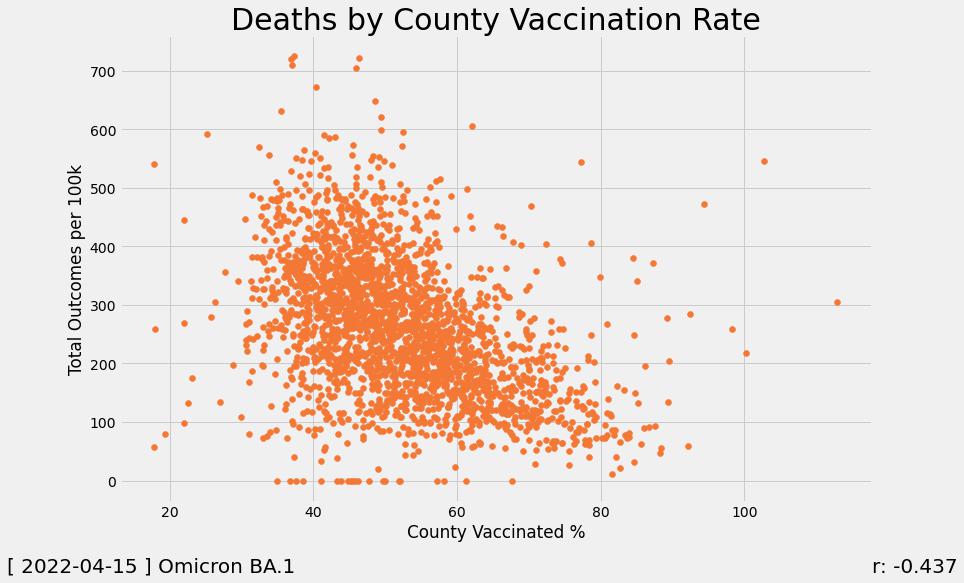 Deaths by County Vaccination Rate
Total Outcomes per 100k
700
600
500
400
300
200
100
0
20 40 60 80 100
County Vaccinated %
[ 2022-04-15 ] Omicron BA.1
r: -0.437